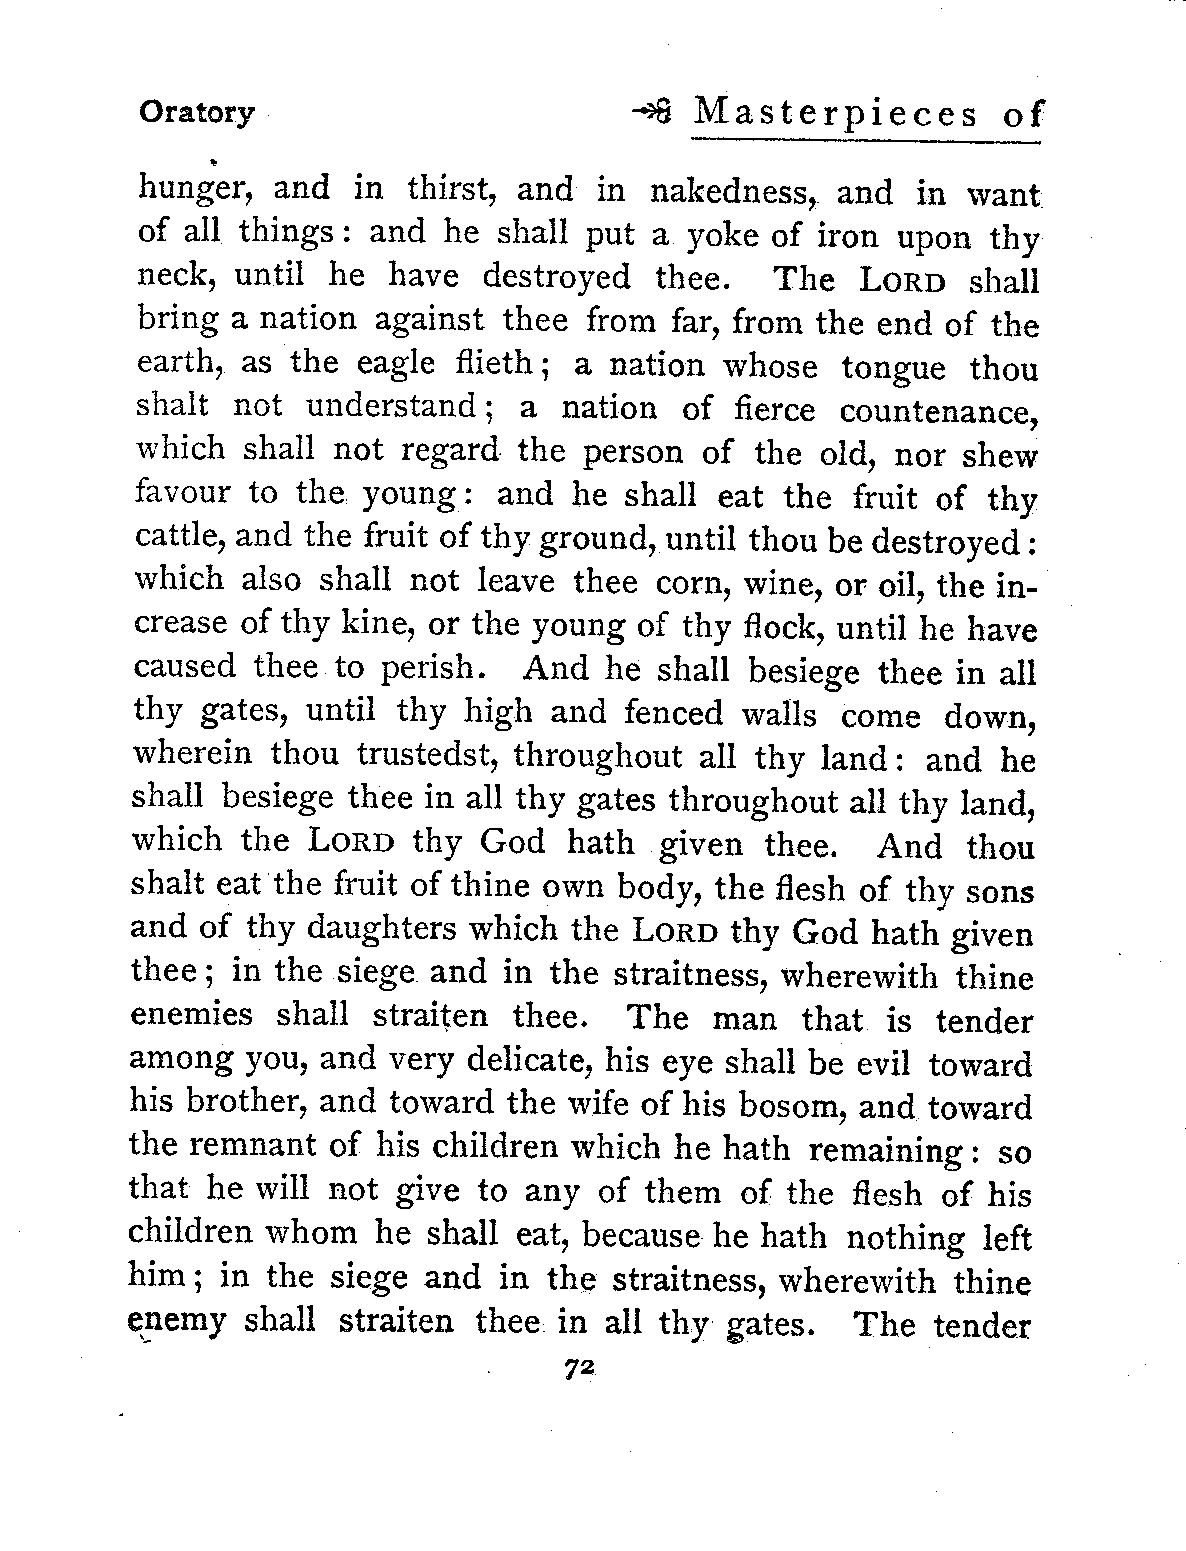 Oratory Masterpieces of
hunger, and in thirst, and in nakedness, and in want
of all things: and he shall put a yoke of iron upon thy
neck, until he have destroyed thee. The LORD shall
bring a nation against thee from far, from the end of the
earth, as the eagle flieth; a nation whose tongue thou
shalt not understand; a nation of fierce countenance,
which shall not regard the person of the old, nor shew
favour to the young: and he shall eat the fruit of thy
cattle, and the fruit of thy ground, until thou be destroyed:
which also shall not leave thee corn, wine, or oil, the in-
crease of thy kine, or the young of thy flock, until he have
caused thee to perish. And he shall besiege thee in all
thy gates, until thy high and fenced walls come down,
wherein thou trustedst, throughout all thy land: and he
shall besiege thee in all thy gates throughout all thy land,
which the LORD thy God hath given thee. And thou
shalt eat the fruit of thine own body, the flesh of thy sons
and of thy daughters which the LORD thy God hath given
thee; in the siege and in the straitness, wherewith thine
enemies shall straiten thee. The man that is tender
among you, and very delicate, his eye shall be evil toward
his brother, and toward the wife of his bosom, and toward
the remnant of his children which he hath remaining: so
that he will not give to any of them of the flesh of his
children whom he shall eat, because he hath nothing left
him; in the siege and in the straitness, wherewith thine
enemy shall straiten thee in all thy gates. The tender
72